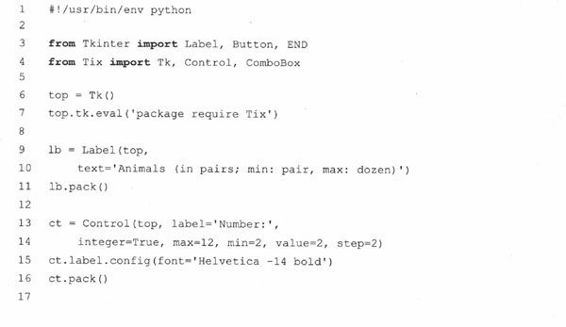 1 #!/usr/bin/env python
2
3 from Tkinter import Label, Button, END
4 from Tix import Tk, Control, ComboBox
5
6 top = Tk()
7 top.tk.eval('package require Tix')
8
9 lb = Label(top,
10     text='Animals (in pairs; min: pair, max: dozen)')
11 lb.pack()
12
13 ct = Control(top, label='Number:',
14     integer=True, max=12, min=2, value=2, step=2)
15 ct.label.config(font='Helvetica -14 bold')
16 ct.pack()
17